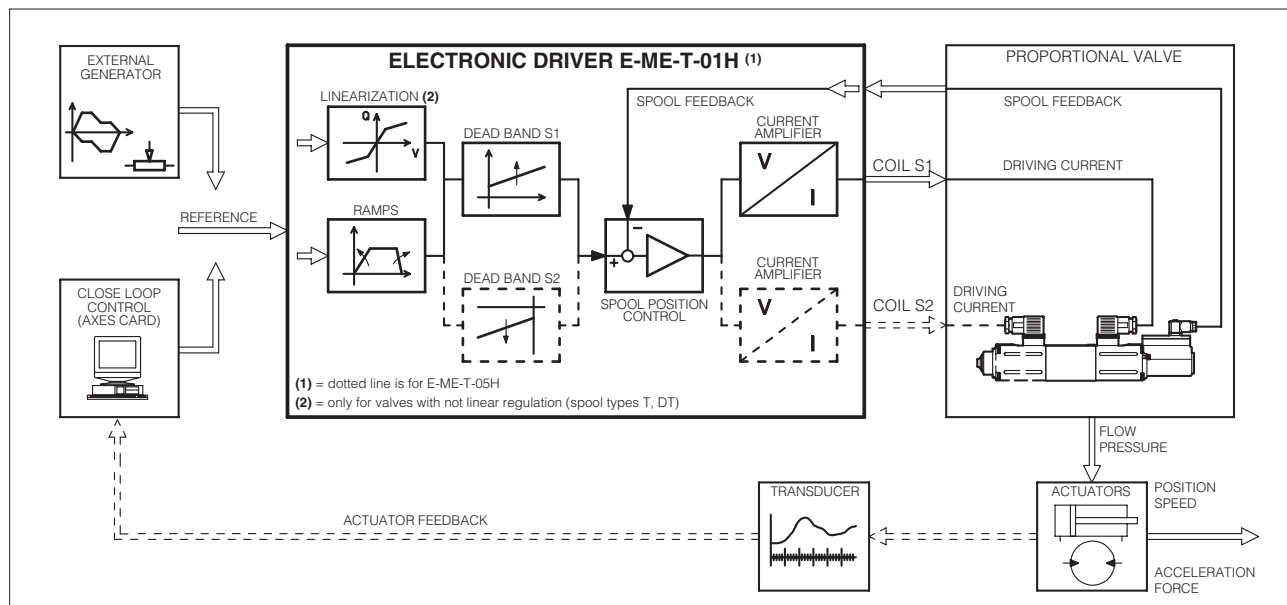 EXTERNAL
GENERATOR
REFERENCE
CLOSE LOOP
CONTROL
(AXES CARD)
ELECTRONIC DRIVER E-ME-T-01H (1)
LINEARIZATION (2)
Q
V
RAMPS
DEAD BAND S1
DEAD BAND S2
SPOOL FEEDBACK
+
−
SPOOL POSITION
CONTROL
CURRENT
AMPLIFIER
V
I
CURRENT
AMPLIFIER
V
I
(1) = dotted line is for E-ME-T-05H
(2) = only for valves with not linear regulation (spool types T, DT)
COIL S1
COIL S2
PROPORTIONAL VALVE
SPOOL FEEDBACK
DRIVING CURRENT
DRIVING
CURRENT
FLOW
PRESSURE
TRANSDUCER
ACTUATOR FEEDBACK
ACTUATORS
POSITION
SPEED
ACCELERATION
FORCE